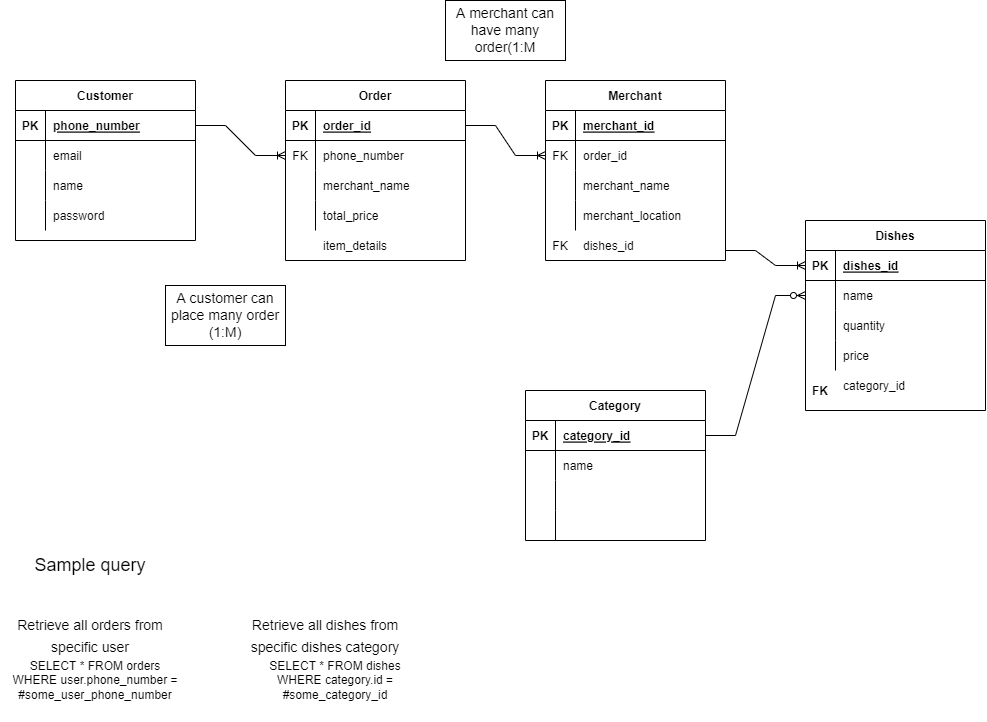 A merchant can
have many
order(1:M
Customer
PK phone_number
email
name
password
Order
PK order_id
FK phone_number
merchant_name
total_price
item_details
Merchant
PK merchant_id
FK order_id
merchant_name
merchant_location
FK dishes_id
Dishes
PK dishes_id
name
quantity
price
FK category_id
A customer can
place many order
(1:M)
Category
PK category_id
name
Sample query
Retrieve all orders from
specific user
SELECT * FROM orders
WHERE user.phone_number =
#some_user_phone_number
Retrieve all dishes from
specific dishes category
SELECT * FROM dishes
WHERE category.id =
#some_category_id